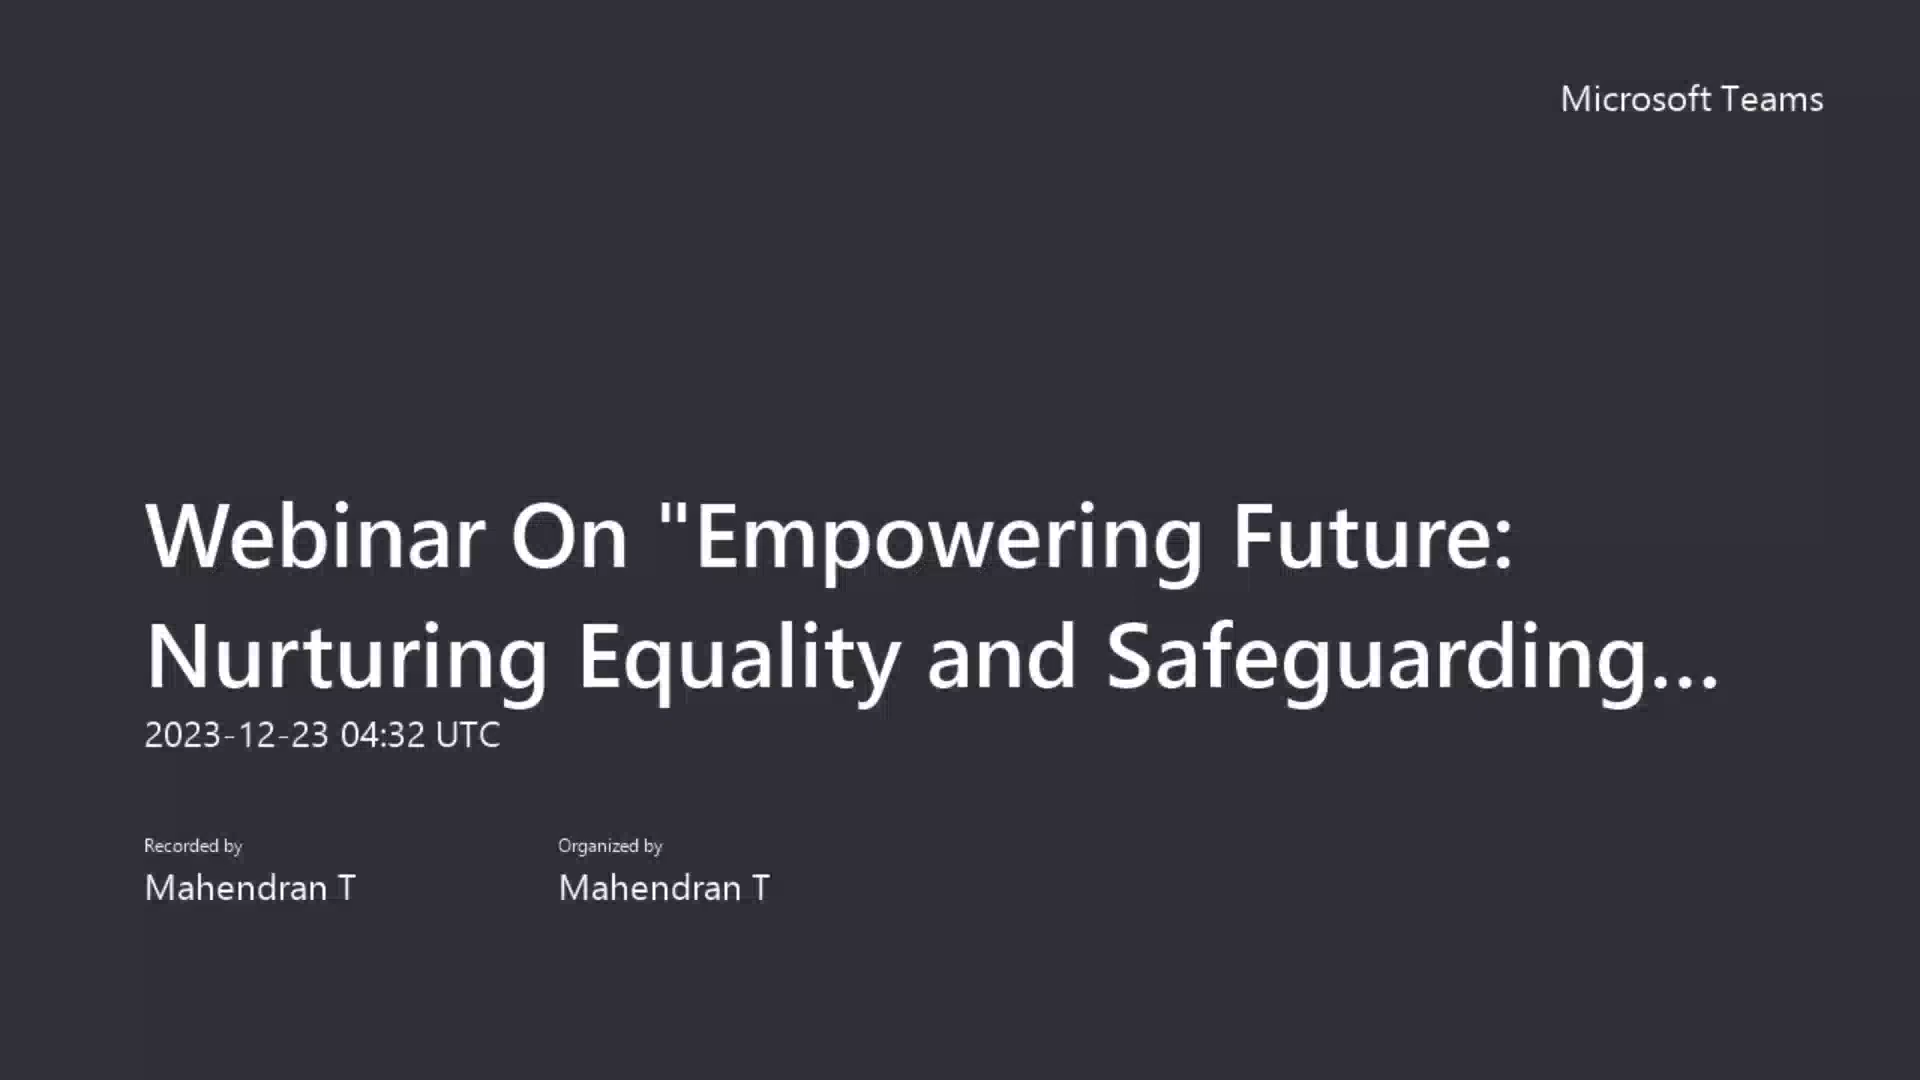 Microsoft Teams
Webinar On "Empowering Future:
Nurturing Equality and Safeguarding...
2023-12-23 04:32 UTC
Recorded by
Organized by
Mahendran T
Mahendran T